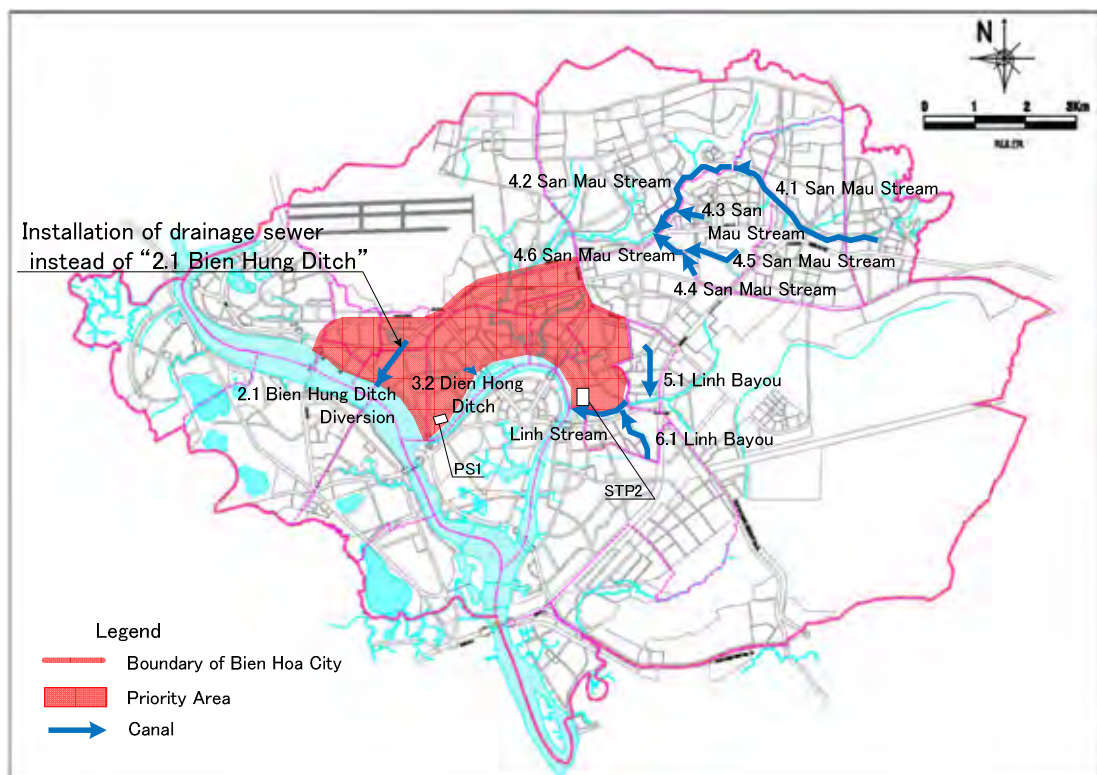 N
0 1 2 3Km
RULER
4.2 San Mau Stream
4.1 San Mau Stream
4.3 San
Mau Stream
Installation of drainage sewer
instead of “2.1 Bien Hung Ditch”
4.6 San Mau Stream
4.5 San Mau Stream
4.4 San Mau Stream
2.1 Bien Hung Ditch
Diversion
3.2 Dien Hong
Ditch
5.1 Linh Bayou
Linh Stream
6.1 Linh Bayou
PS1
STP2
Legend
Boundary of Bien Hoa City
Priority Area
Canal